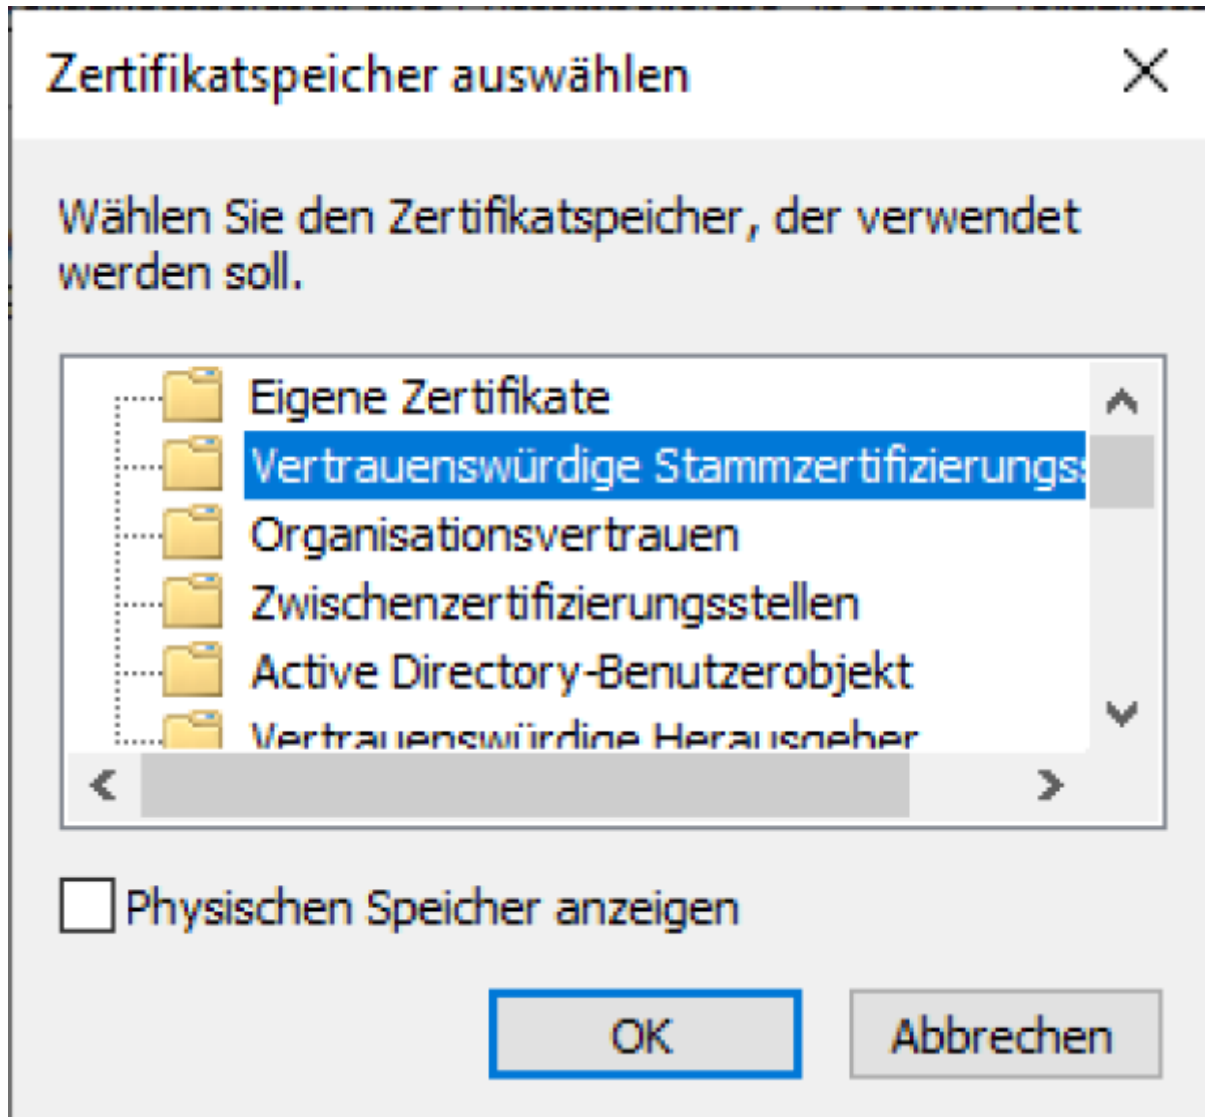 Zertifikatspeicher auswählen
Wählen Sie den Zertifikatspeicher, der verwendet
werden soll.
Eigene Zertifikate
Vertrauenswürdige Stammzertifizierungss
Organisationsvertrauen
Zwischenzertifizierungsstellen
Active Directory-Benutzerobjekt
Vertrauenswürdige Herausgeber
Physischen Speicher anzeigen
OK
Abbrechen